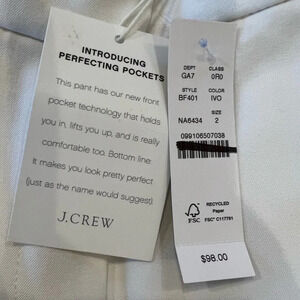 INTRODUCING
PERFECTING POCKETS
This pant has our new front
pocket technology that holds
you in, lifts you up, and is really
comfortable too. Bottom line:
It makes you look pretty perfect
(just as the name would suggest).
J.CREW
DEPT CLASS
GA7 0R0
STYLE COLOR
BF401 IVO
SIZE
NA6434 2
099106507038
FSC
RECYCLED
Paper
FSC® C117781
$98.00